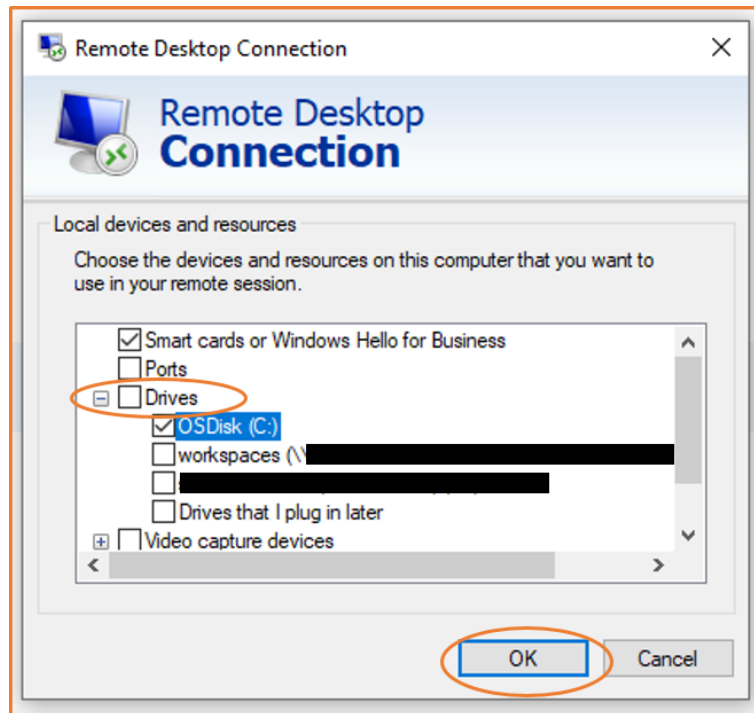 Remote Desktop Connection
Remote Desktop
Connection
Local devices and resources
Choose the devices and resources on this computer that you want to
use in your remote session.
Smart cards or Windows Hello for Business
Ports
Drives
OSDisk (C:)
workspaces (\\
Drives that I plug in later
Video capture devices
OK Cancel